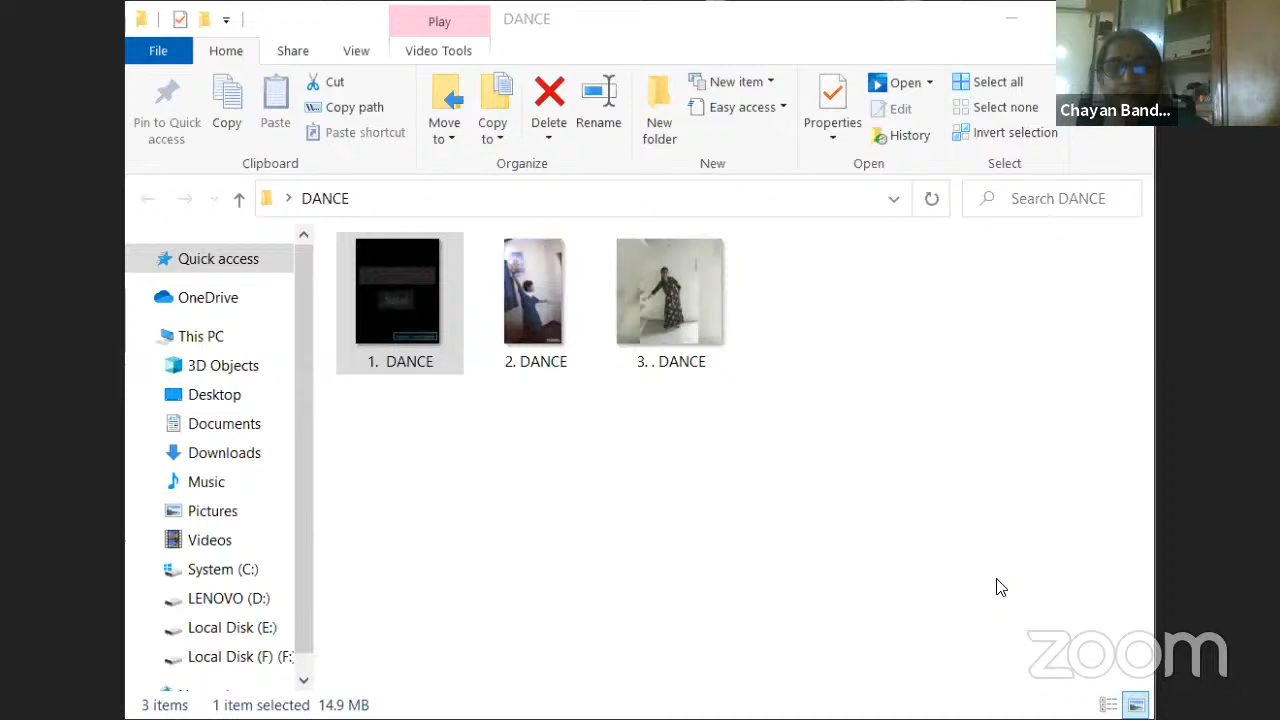 Play
DANCE
File
Home
Share
View
Video Tools
Pin to Quick access
Copy
Paste
Cut
Copy path
Paste shortcut
Clipboard
Move to
Copy to
Delete
Rename
Organize
New folder
New item
Easy access
New
Properties
Open
Edit
History
Open
Select all
Select none
Invert selection
Select
Chayan Band...
DANCE
Search DANCE
Quick access
OneDrive
This PC
3D Objects
Desktop
Documents
Downloads
Music
Pictures
Videos
System (C:)
LENOVO (D:)
Local Disk (E:)
Local Disk (F) (F:
1. DANCE
2. DANCE
3. . DANCE
zoom
3 items
1 item selected 14.9 MB